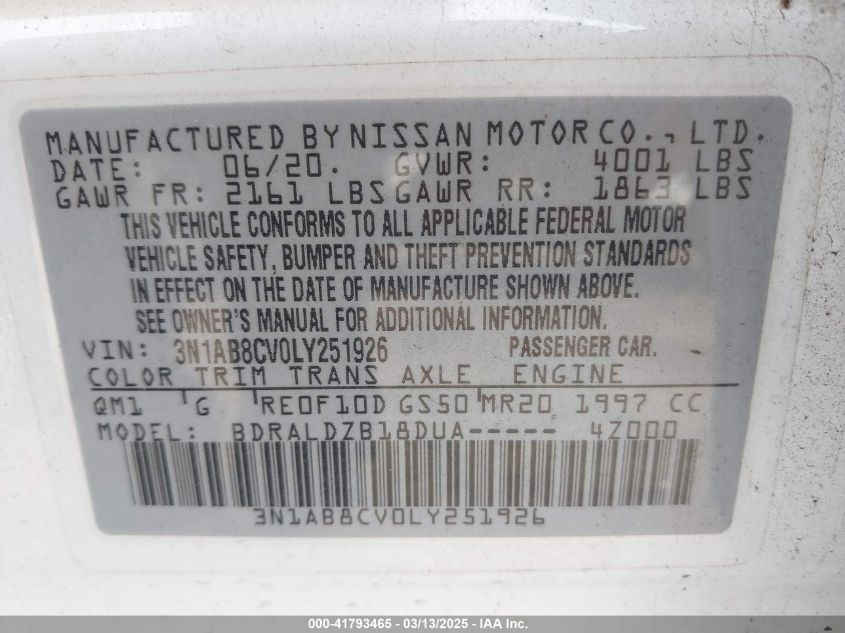 MANUFACTURED BY NISSAN MOTOR CO., LTD.
DATE: 06/20. GVWR: 4001 LBS
GAWR FR: 2161 LBS GAWR RR: 1863 LBS
THIS VEHICLE CONFORMS TO ALL APPLICABLE FEDERAL MOTOR
VEHICLE SAFETY, BUMPER AND THEFT PREVENTION STANDARDS
IN EFFECT ON THE DATE OF MANUFACTURE SHOWN ABOVE.
SEE OWNER'S MANUAL FOR ADDITIONAL INFORMATION.
VIN: 3N1AB8CV0LY251926 PASSENGER CAR.
COLOR TRIM TRANS AXLE ENGINE
QM1 G RE0F10D GS50 MR20 1997 CC
MODEL: BDRALDZB18DUA----- 4Z000
3N1AB8CV0LY251926
000-41793465 - 03/13/2025 - IAA Inc.